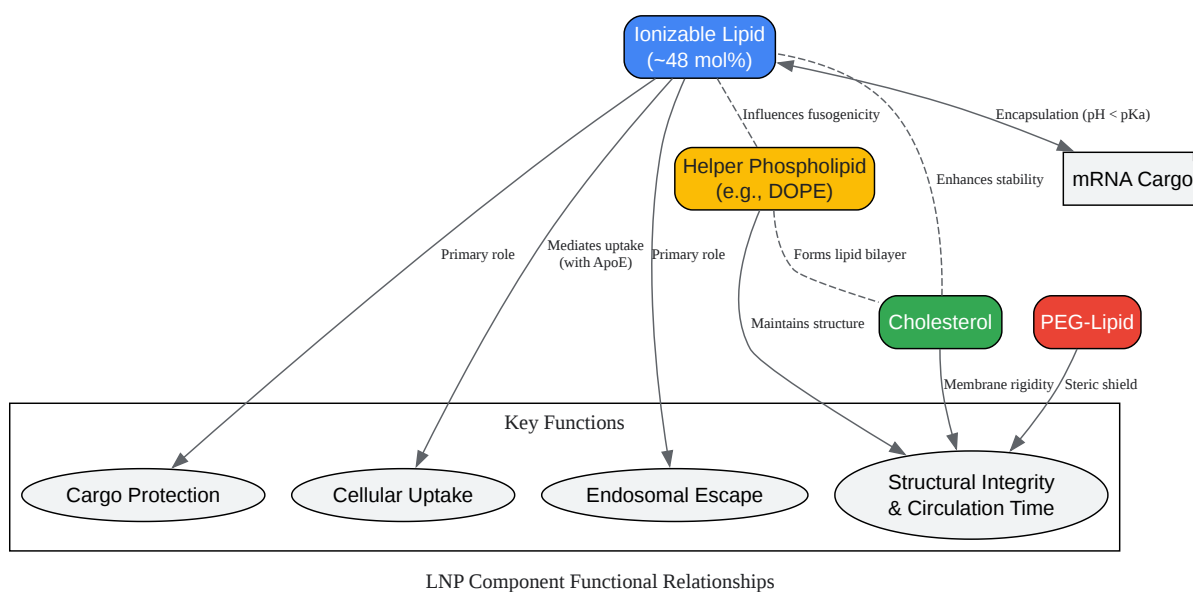 Ionizable Lipid
(~48 mol%)
Influences fusogenicity
Encapsulation (pH < pKa)
Helper Phospholipid
(e.g., DOPE)
Enhances stability
mRNA Cargo
Primary role
Mediates uptake
(with ApoE)
Primary role
Forms lipid bilayer
Maintains structure
Cholesterol
PEG-Lipid
Membrane rigidity
Steric shield
Key Functions
Cargo Protection
Cellular Uptake
Endosomal Escape
Structural Integrity
& Circulation Time
LNP Component Functional Relationships